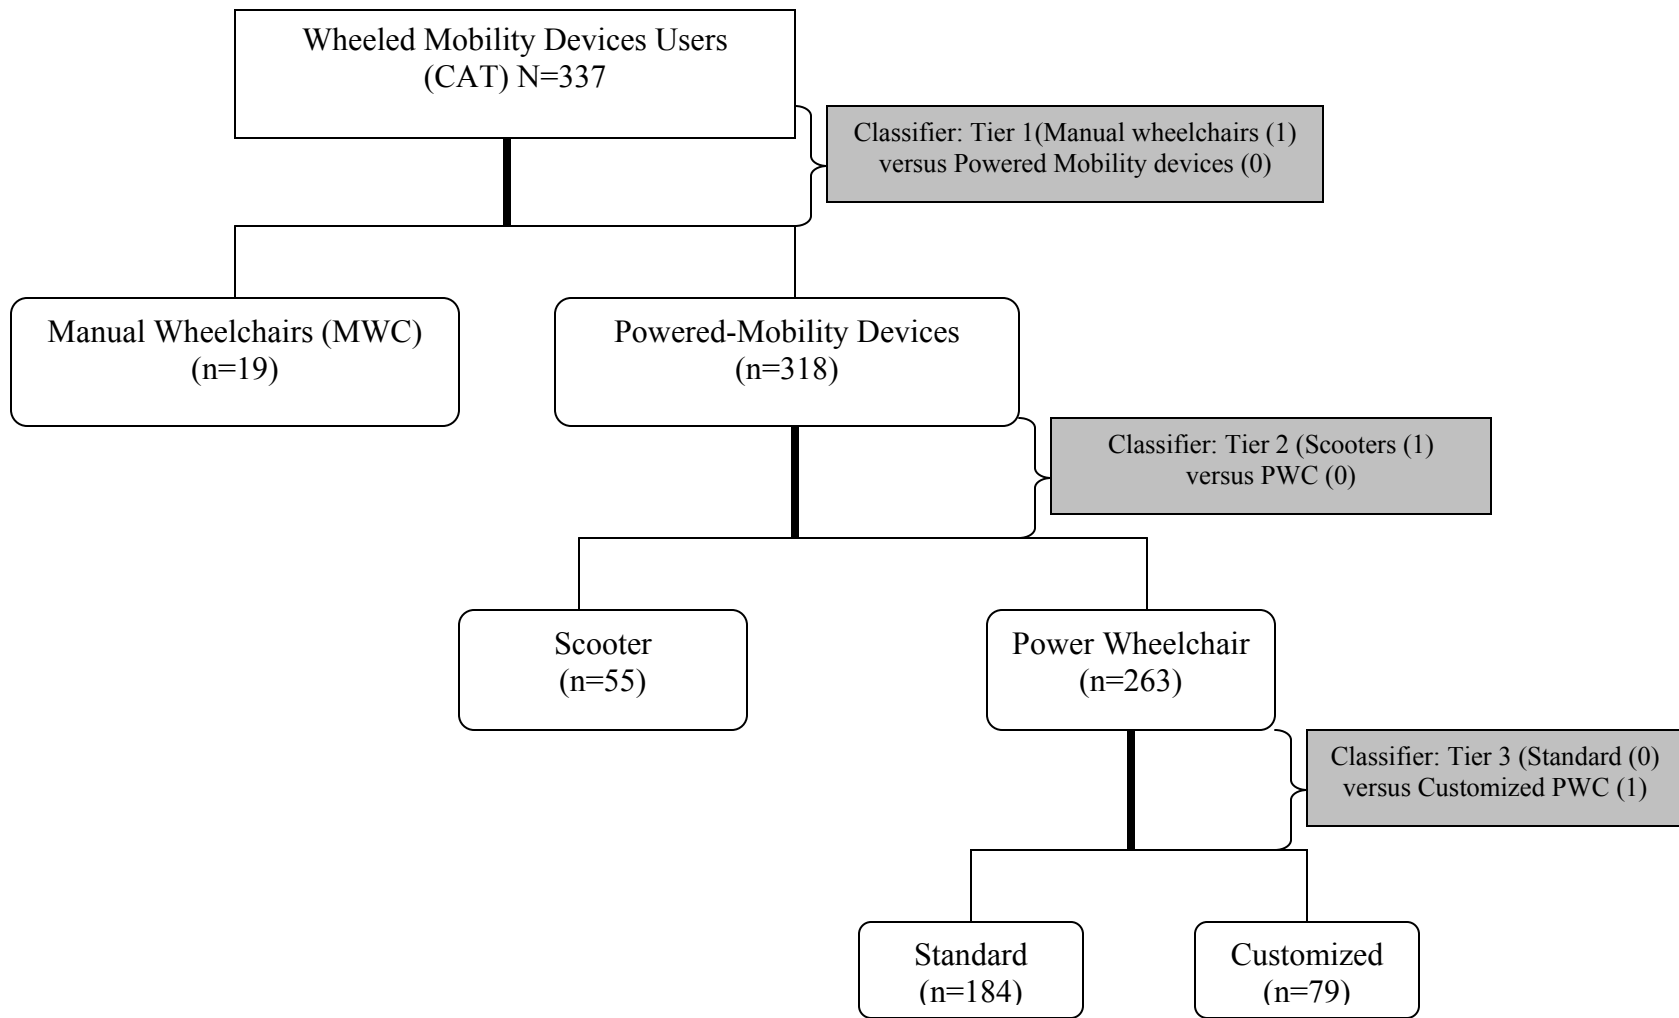 Wheeled Mobility Devices Users
(CAT) N=337
Classifier: Tier 1(Manual wheelchairs (1)
versus Powered Mobility devices (0)
Manual Wheelchairs (MWC)
(n=19)
Powered-Mobility Devices
(n=318)
Classifier: Tier 2 (Scooters (1)
versus PWC (0)
Scooter
(n=55)
Power Wheelchair
(n=263)
Classifier: Tier 3 (Standard (0)
versus Customized PWC (1)
Standard
(n=184)
Customized
(n=79)